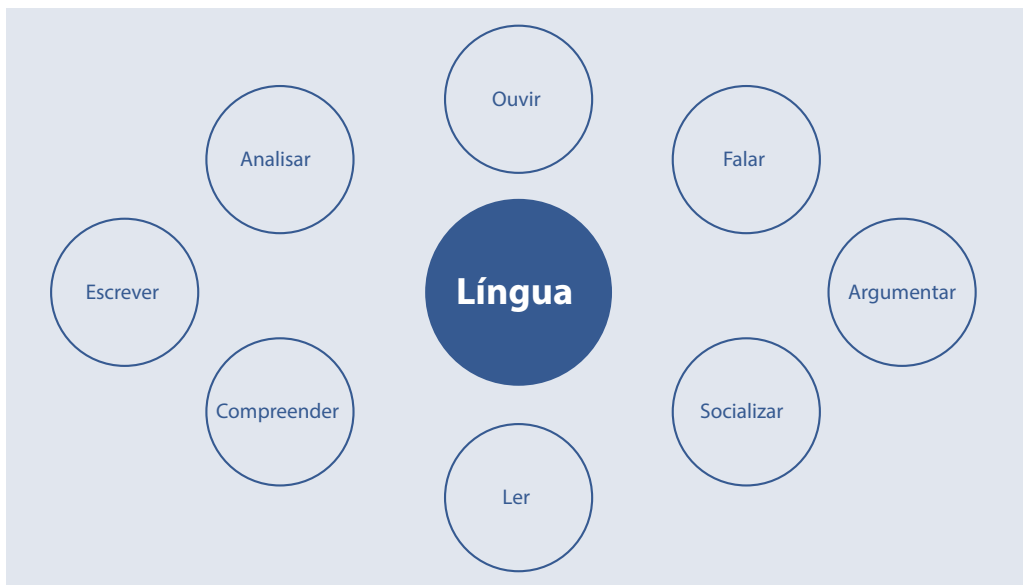 Ouvir
Analisar
Falar
Língua
Escrever
Argumentar
Compreender
Socializar
Ler